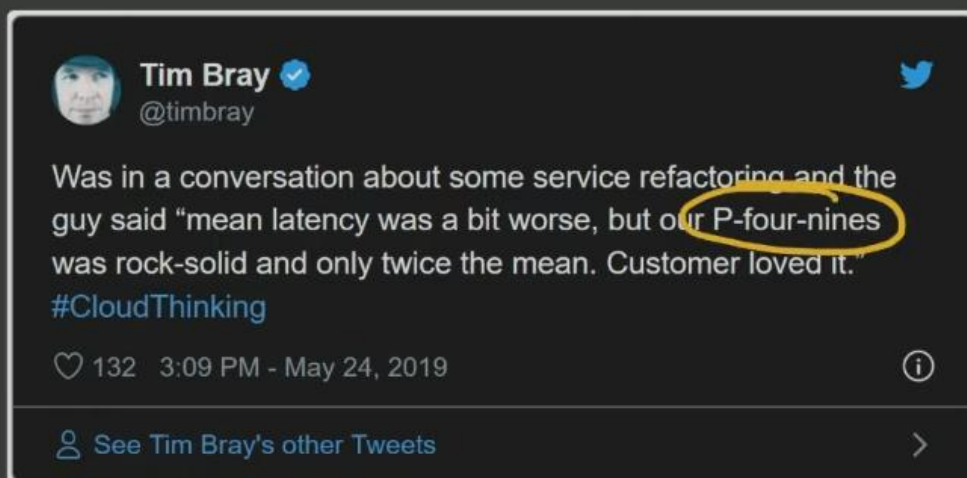 Tim Bray
@timbray
Was in a conversation about some service refactoring and the
guy said “mean latency was a bit worse, but our P-four-nines
was rock-solid and only twice the mean. Customer loved it.”
#CloudThinking
132 3:09 PM - May 24, 2019
See Tim Bray's other Tweets